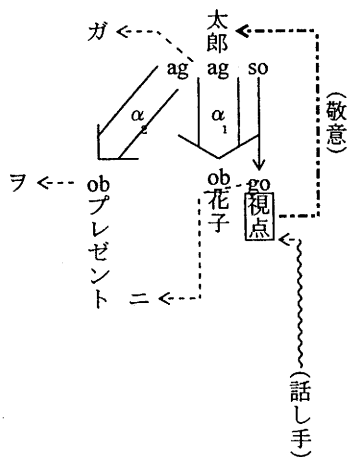 太郎
ガ
ag ag so
α₂ α₁
(敬意)
ヲ ob ob go
プレゼント
花子
視点
ニ
(話し手)